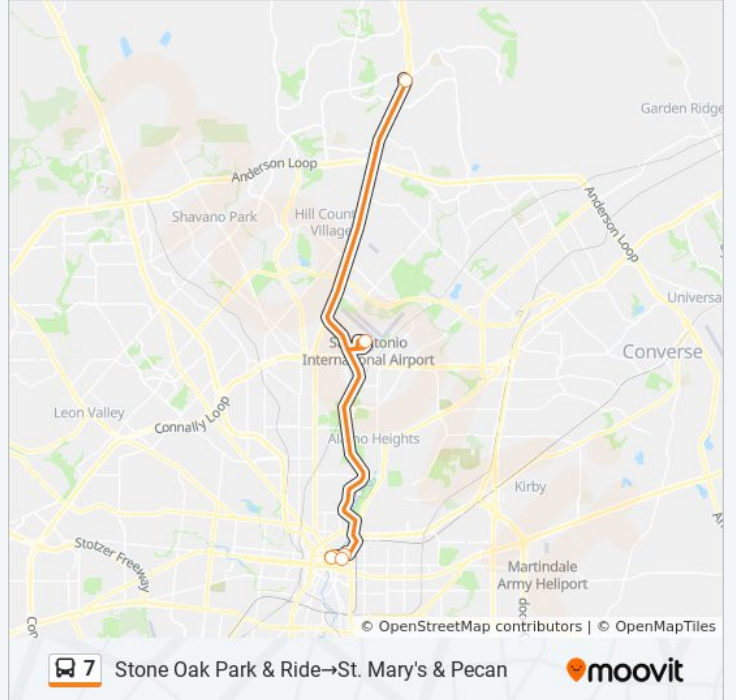 Garden Ridge
Anderson Loop
Shavano Park
Hill Count
Village
Anderson Loop
Universa
San Antonio
International Airport
Converse
Leon Valley
Connally Loop
Alamo Heights
Kirby
Stotzer Freeway
Martindale
Army Heliport
© OpenStreetMap contributors | © OpenMapTiles
7 Stone Oak Park & Ride→St. Mary's & Pecan
moovit